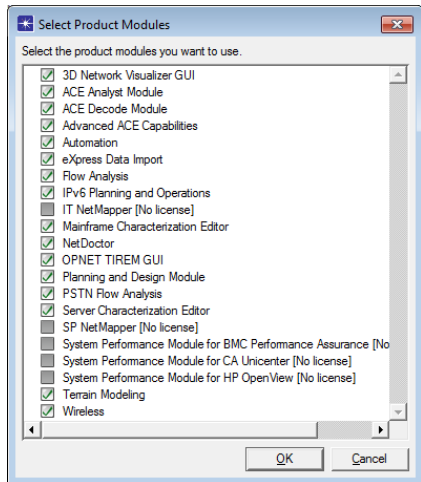 Select Product Modules
Select the product modules you want to use.
3D Network Visualizer GUI
ACE Analyst Module
ACE Decode Module
Advanced ACE Capabilities
Automation
eXpress Data Import
Flow Analysis
IPv6 Planning and Operations
IT NetMapper [No license]
Mainframe Characterization Editor
NetDoctor
OPNET TIREM GUI
Planning and Design Module
PSTN Flow Analysis
Server Characterization Editor
SP NetMapper [No license]
System Performance Module for BMC Performance Assurance [No
System Performance Module for CA Unicenter [No license]
System Performance Module for HP OpenView [No license]
Terrain Modeling
Wireless
OK
Cancel